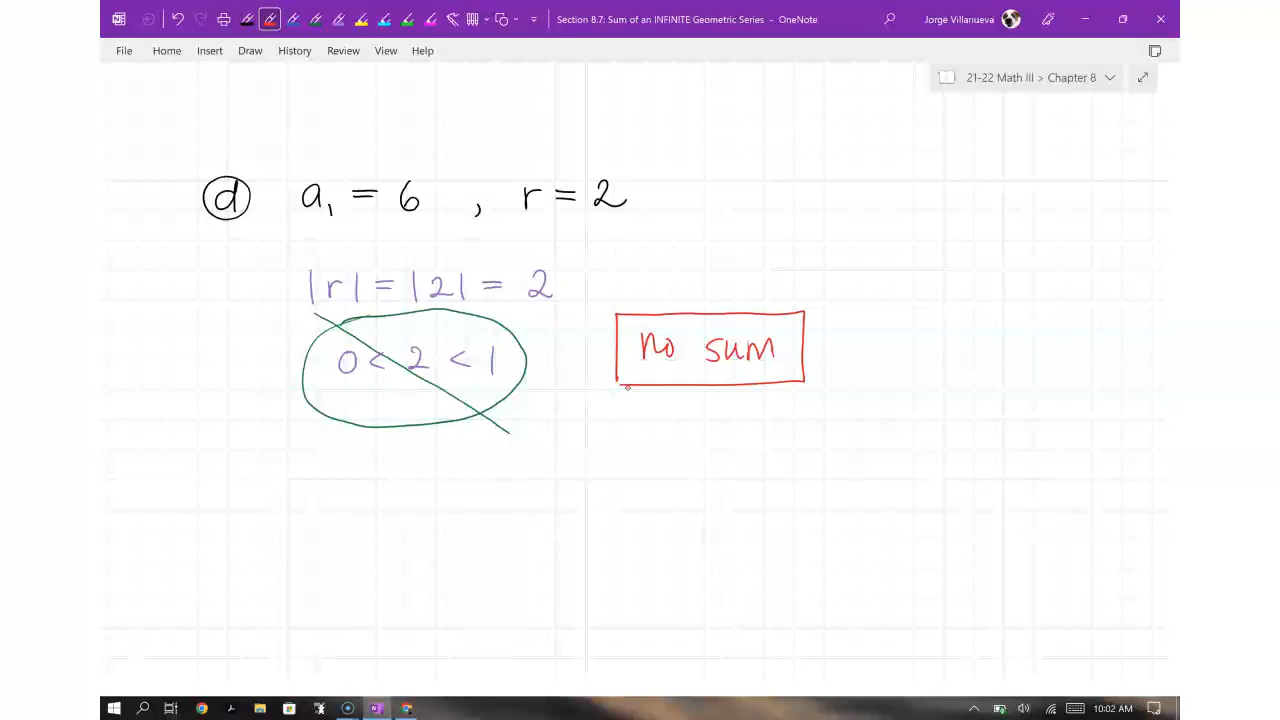 Section 8.7: Sum of an INFINITE Geometric Series - OneNote
Jorge Villanueva
File Home Insert Draw History Review View Help
21-22 Math III > Chapter 8
d a₁ = 6 , r = 2
|r| = |2| = 2
0 < 2 < 1
no sum
10:02 AM